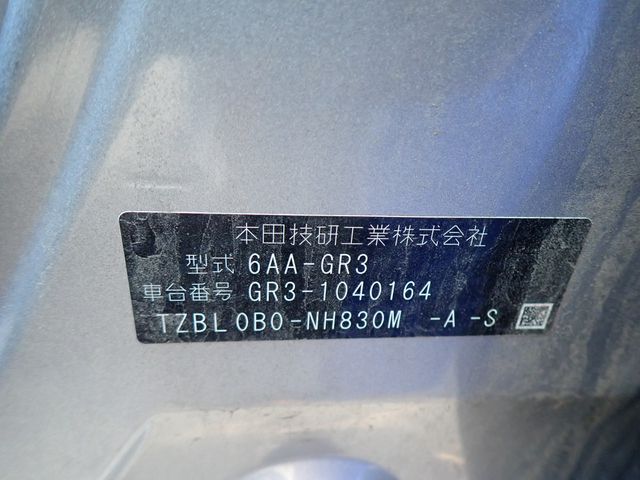 本田技研工業株式会社
型式 6AA-GR3
車台番号 GR3-1040164
TZBL0B0-NH830M -A -S